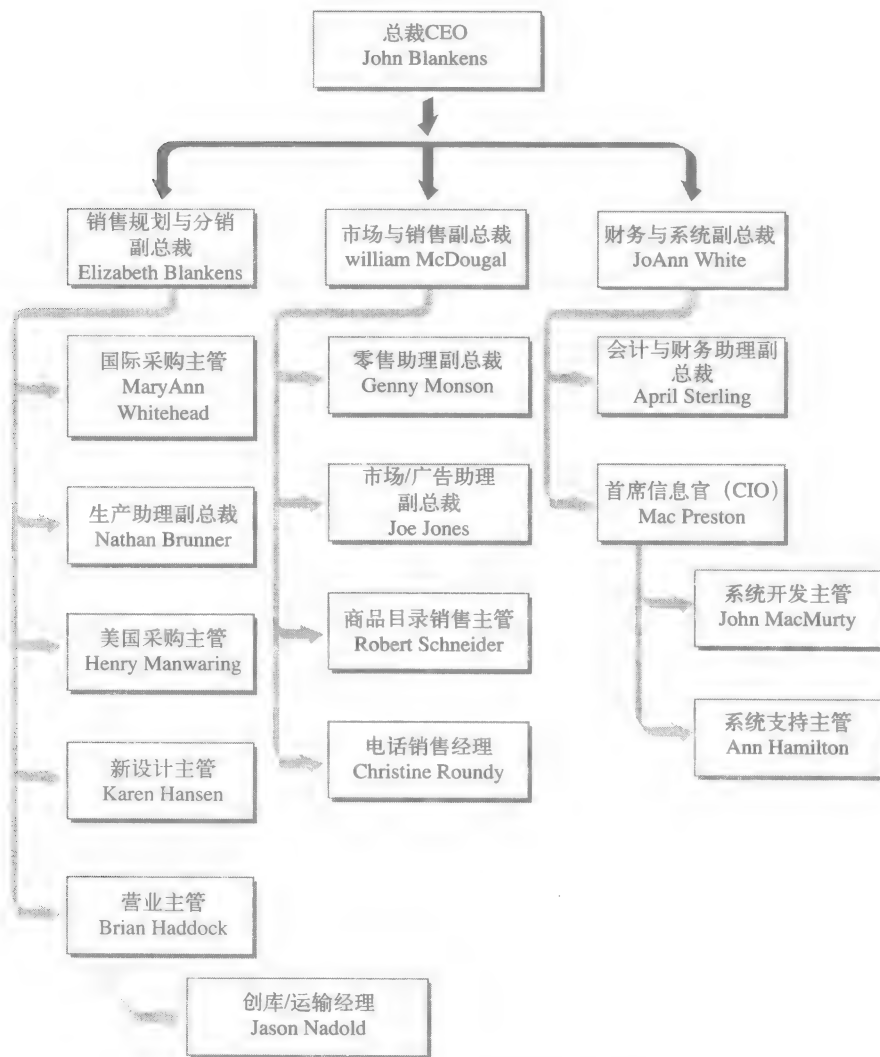 总裁CEO
John Blankens
销售规划与分销
副总裁
Elizabeth Blankens
市场与销售副总裁
william McDougal
财务与系统副总裁
JoAnn White
国际采购主管
MaryAnn
Whitehead
零售助理副总裁
Genny Monson
会计与财务助理副
总裁
April Sterling
生产助理副总裁
Nathan Brunner
市场/广告助理
副总裁
Joe Jones
首席信息官（CIO）
Mac Preston
美国采购主管
Henry Manwaring
商品目录销售主管
Robert Schneider
系统开发主管
John MacMurty
新设计主管
Karen Hansen
电话销售经理
Christine Roundy
系统支持主管
Ann Hamilton
营业主管
Brian Haddock
创库/运输经理
Jason Nadold